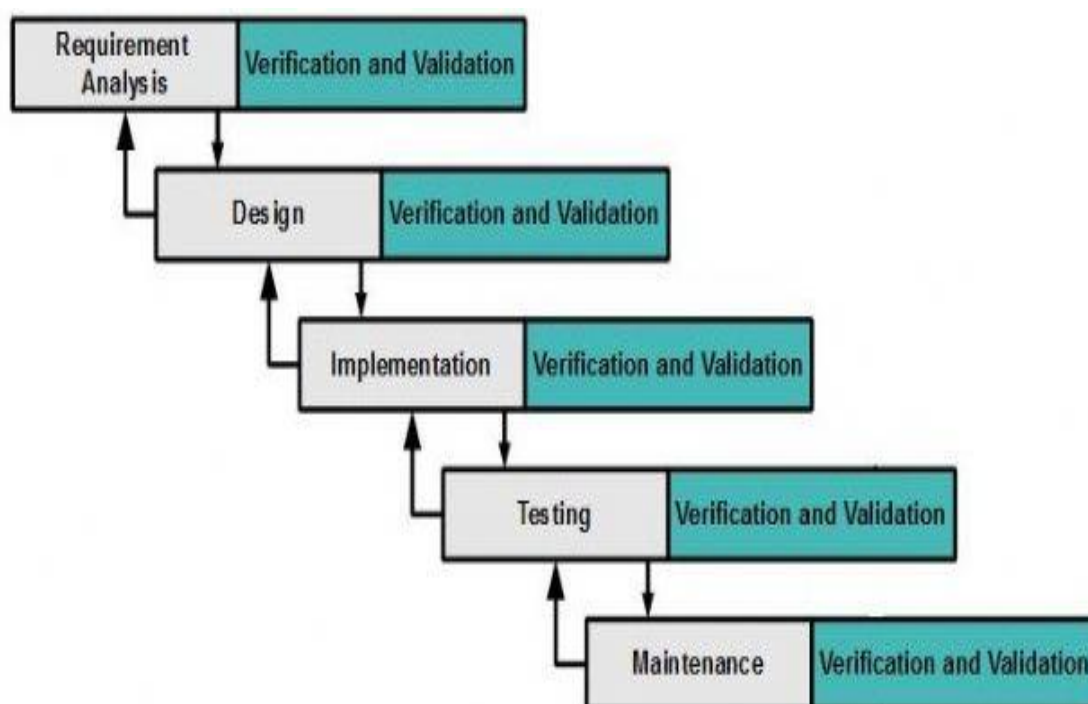 Requirement
Analysis
Verification and Validation
Design
Verification and Validation
Implementation
Verification and Validation
Testing
Verification and Validation
Maintenance
Verification and Validation